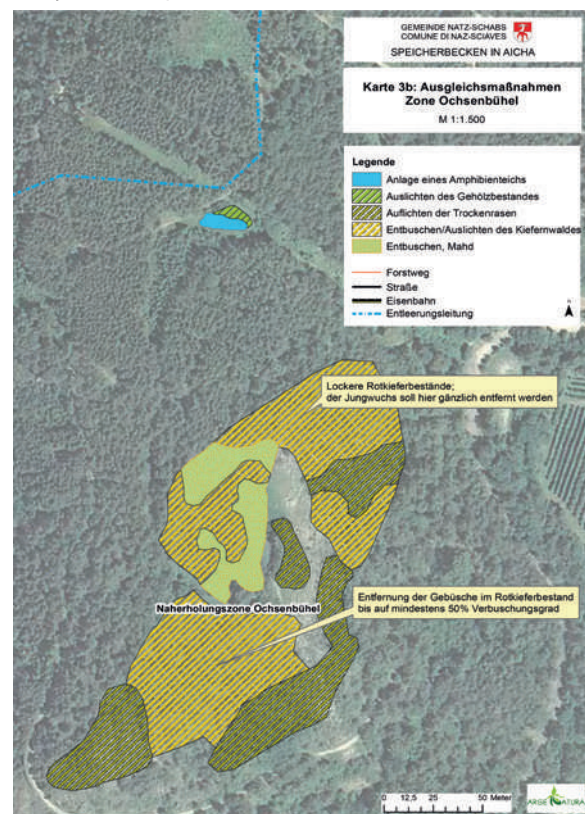 GEMEINDE NATZ-SCHABS
COMUNE DI NAZ-SCIAVES
SPEICHERBECKEN IN AICHA
Karte 3b: Ausgleichsmaßnahmen
Zone Ochsenbühel
M 1:1.500
Legende
Anlage eines Amphibienteichs
Auslichten des Gehölzbestandes
Auflichten der Trockenrasen
Entbuschen/Auslichten des Kiefernwaldes
Entbuschen, Mahd
Forstweg
Straße
Eisenbahn
Entleerungsleitung
N
Lockere Rotkieferbestände;
der Jungwuchs soll hier gänzlich entfernt werden
Entfernung der Gebüsche im Rotkieferbestand
bis auf mindestens 50% Verbuschungsgrad
Naherholungszone Ochsenbühel
0 12,5 25 50 Meter
ARGE NATURA